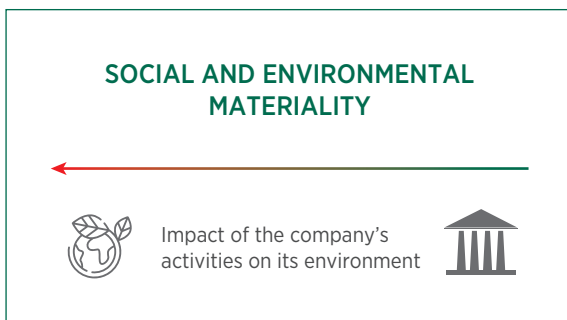 SOCIAL AND ENVIRONMENTAL
MATERIALITY
Impact of the company’s
activities on its environment